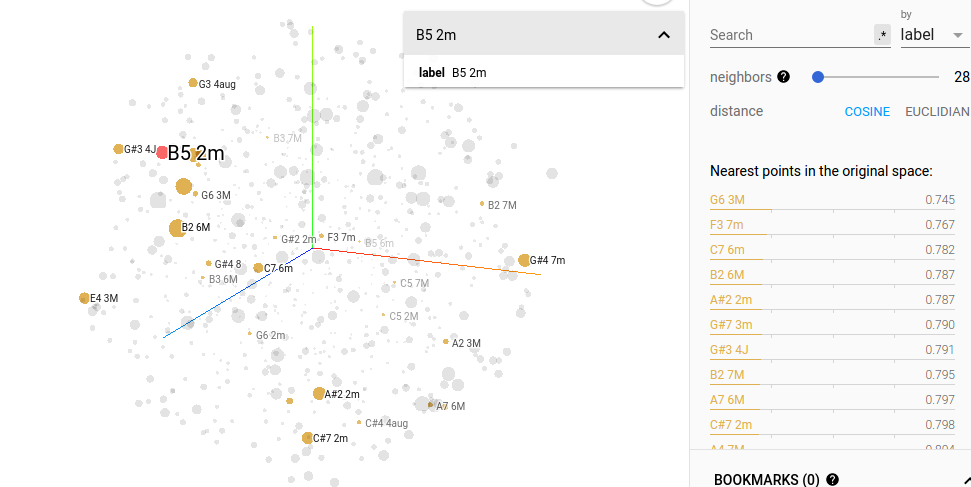 B5 2m
label B5 2m
G3 4aug
B3 7M
G#3 4J
B5 2m
G6 3M
B2 7M
B2 6M
G#2 2m
F3 7m
B5 6m
G#4 8
C7 6m
G#4 7m
B3 6M
C5 7M
E4 3M
C5 2M
G6 2m
A2 3M
A#2 2m
A7 6M
C#4 4aug
C#7 2m
by
Search .* label
neighbors ? 28
distance COSINE EUCLIDIAN
Nearest points in the original space:
G6 3M 0.745
F3 7m 0.767
C7 6m 0.782
B2 6M 0.787
A#2 2m 0.787
G#7 3m 0.790
G#3 4J 0.791
B2 7M 0.795
A7 6M 0.797
C#7 2m 0.798
BOOKMARKS (0) ?